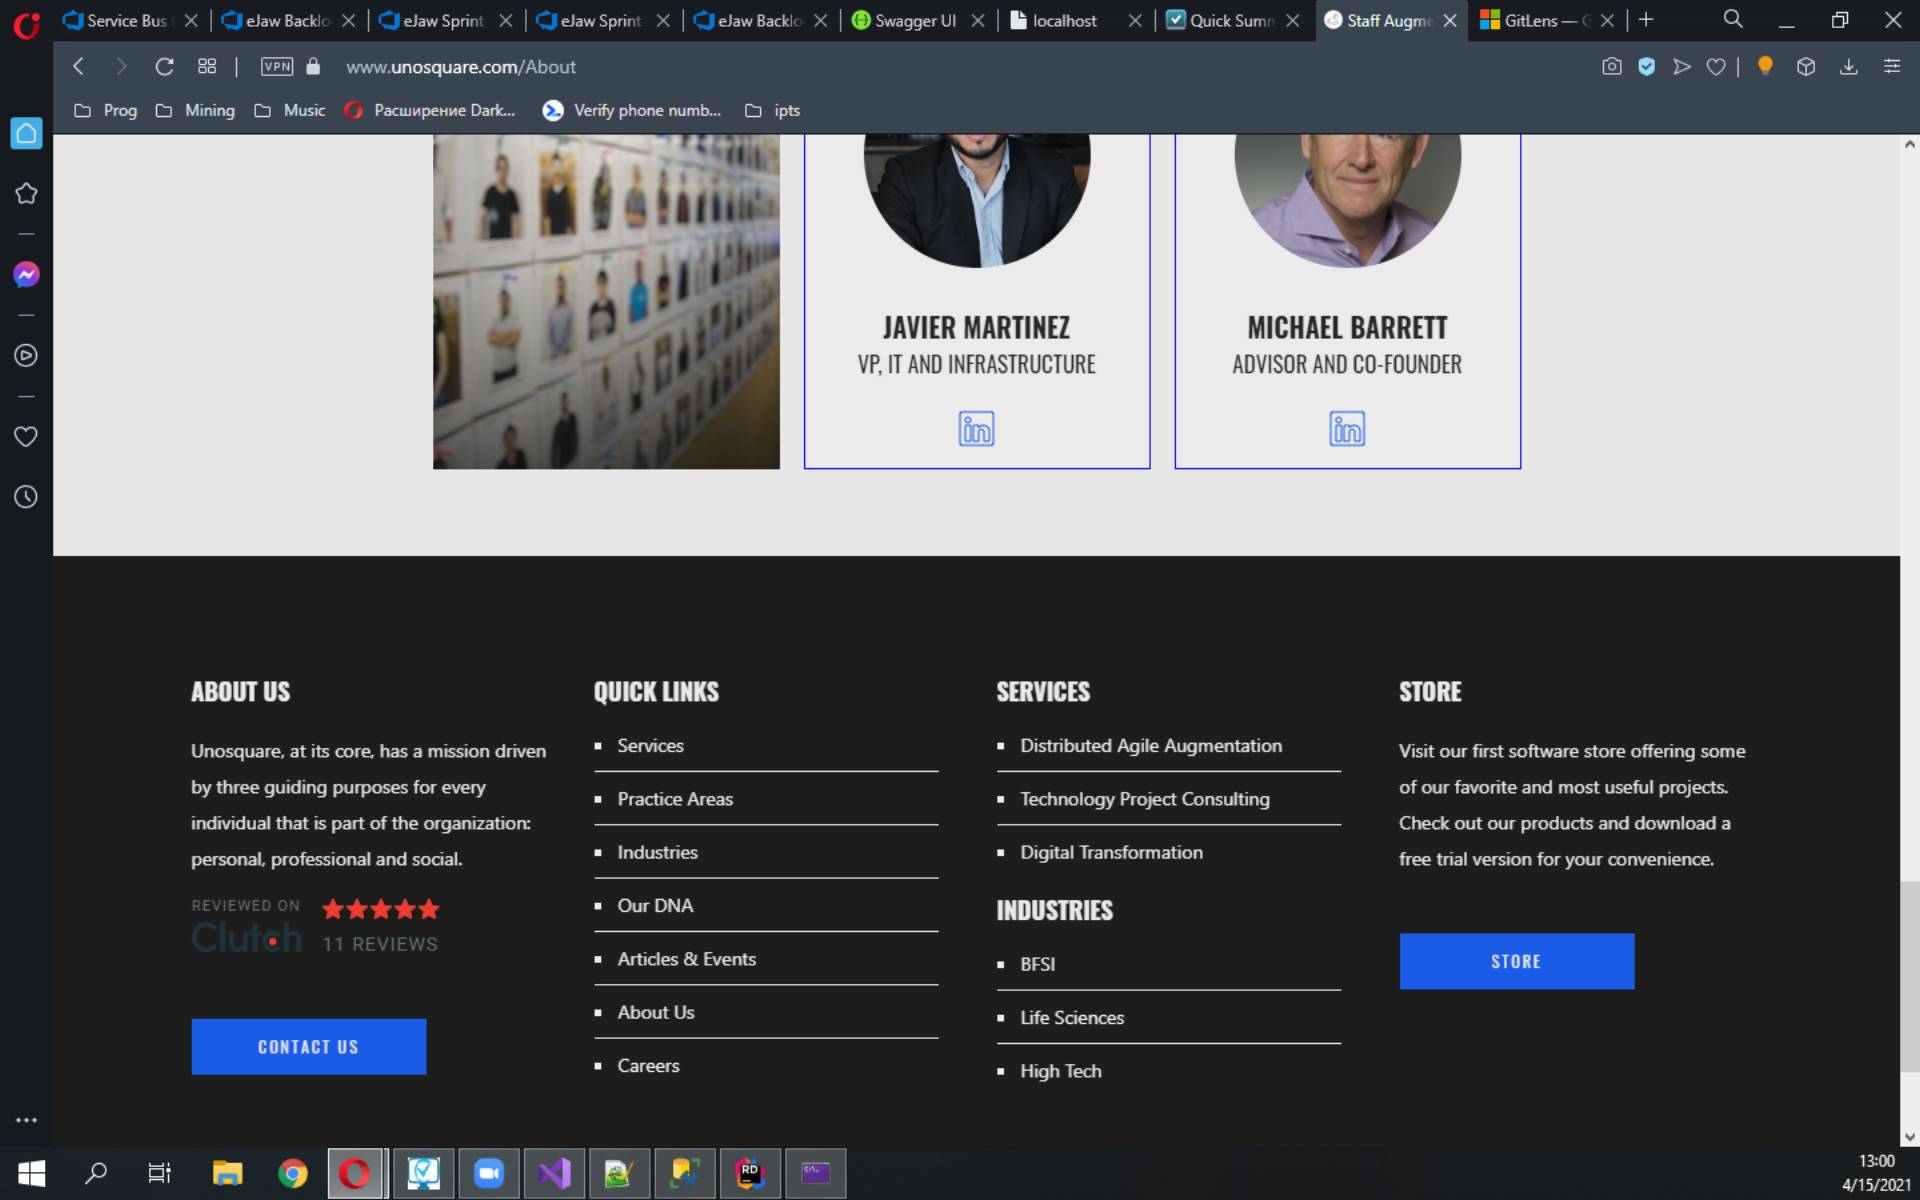 Service Bus
eJaw Backlo
eJaw Sprint
eJaw Sprint
eJaw Backlo
Swagger UI
localhost
Quick Summ
Staff Augme
GitLens — G
VPN
www.unosquare.com/About
Prog
Mining
Music
Расширение Dark...
Verify phone numb...
ipts
JAVIER MARTINEZ
VP, IT AND INFRASTRUCTURE
in
MICHAEL BARRETT
ADVISOR AND CO-FOUNDER
in
ABOUT US
Unosquare, at its core, has a mission driven
by three guiding purposes for every
individual that is part of the organization:
personal, professional and social.
REVIEWED ON
Clutch
11 REVIEWS
CONTACT US
QUICK LINKS
Services
Practice Areas
Industries
Our DNA
Articles & Events
About Us
Careers
SERVICES
Distributed Agile Augmentation
Technology Project Consulting
Digital Transformation
INDUSTRIES
BFSI
Life Sciences
High Tech
STORE
Visit our first software store offering some
of our favorite and most useful projects.
Check out our products and download a
free trial version for your convenience.
STORE
RD
13:00
4/15/2021